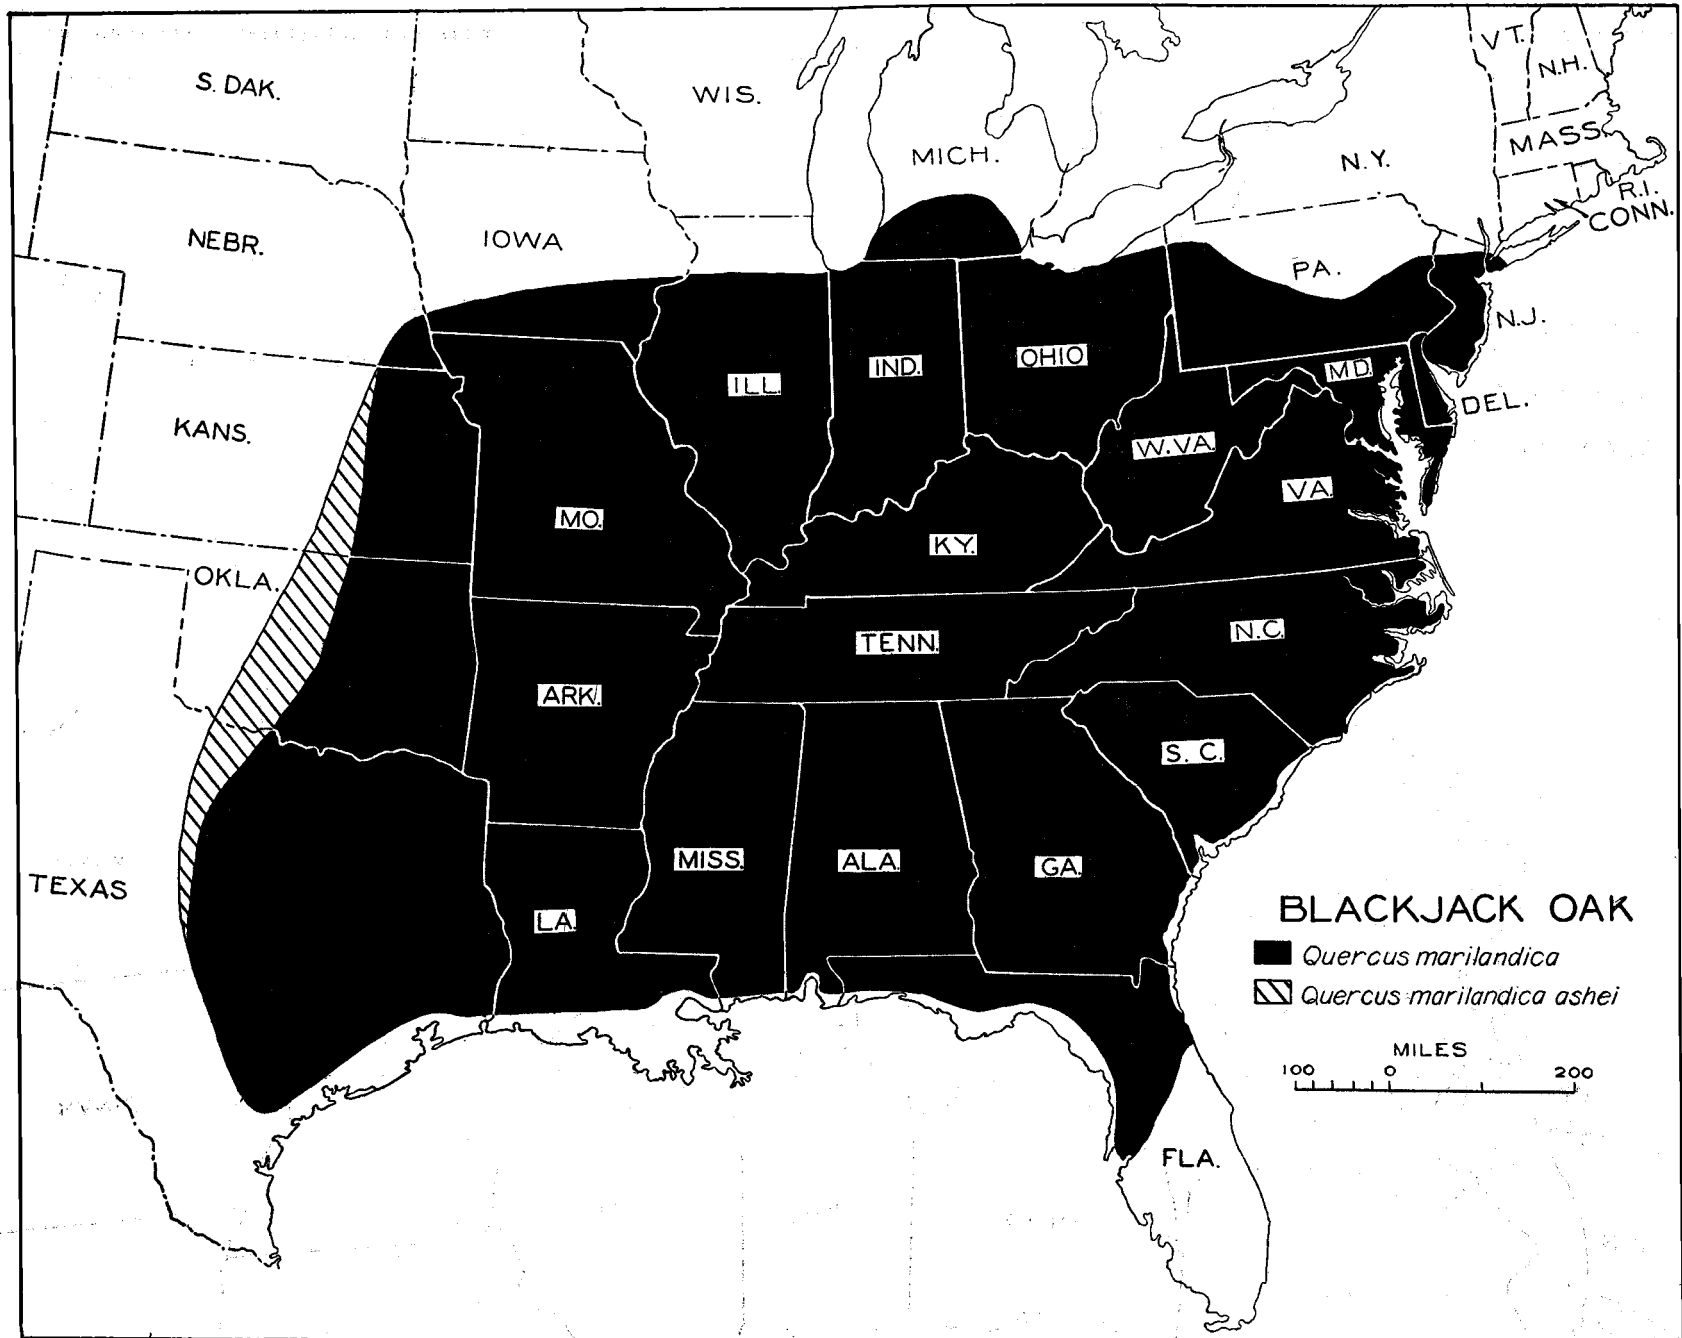 S. DAK.
WIS.
MICH.
N.Y.
VT.
N.H.
MASS.
R.I.
CONN.
NEBR.
IOWA
PA.
N.J.
KANS.
ILL.
IND.
OHIO
MD.
DEL.
W.VA.
VA.
MO.
KY.
OKLA.
TENN.
N.C.
ARK.
S. C.
TEXAS
LA.
MISS.
ALA.
GA.
FLA.
BLACKJACK OAK
Quercus marilandica
Quercus marilandica ashei
MILES
100 0 200